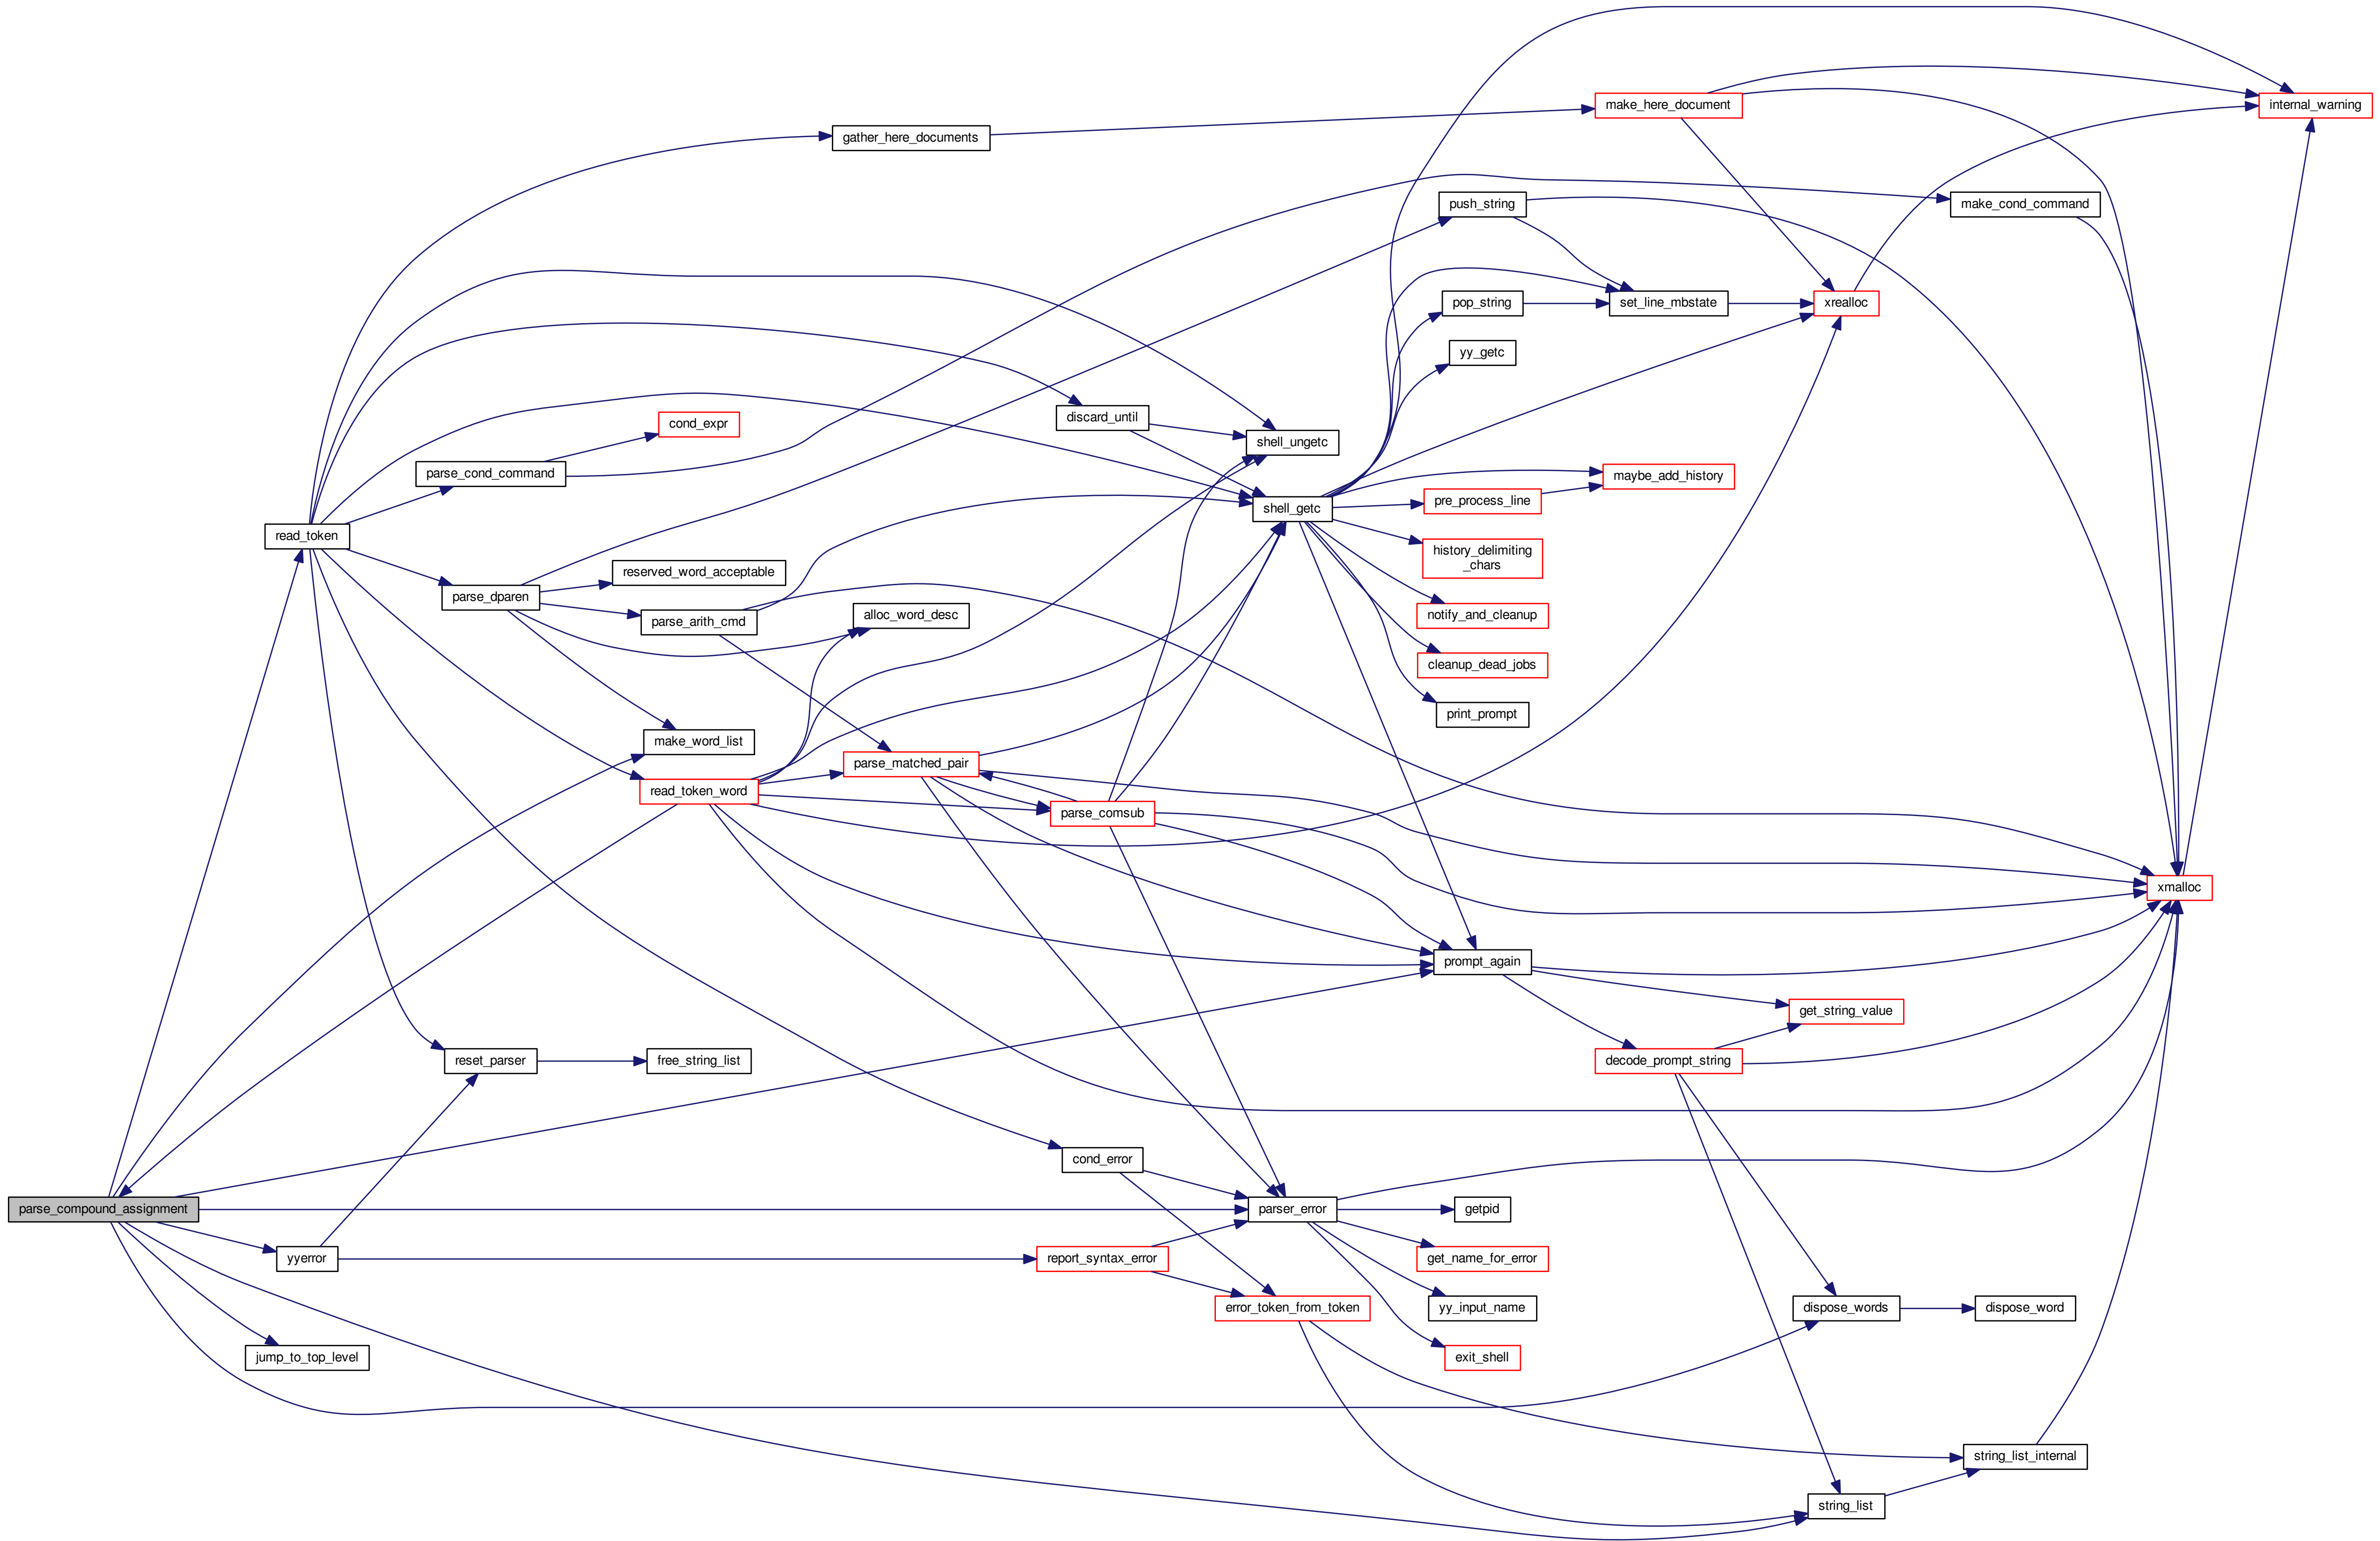 make_here_document
internal_warning
gather_here_documents
push_string
make_cond_command
pop_string
set_line_mbstate
xrealloc
yy_getc
discard_until
cond_expr
shell_ungetc
parse_cond_command
maybe_add_history
pre_process_line
shell_getc
read_token
history_delimiting
_chars
reserved_word_acceptable
parse_dparen
alloc_word_desc
notify_and_cleanup
parse_arith_cmd
cleanup_dead_jobs
print_prompt
make_word_list
parse_matched_pair
read_token_word
parse_comsub
xmalloc
prompt_again
get_string_value
reset_parser
free_string_list
decode_prompt_string
cond_error
parse_compound_assignment
parser_error
getpid
yyerror
report_syntax_error
get_name_for_error
error_token_from_token
yy_input_name
dispose_words
dispose_word
jump_to_top_level
exit_shell
string_list_internal
string_list